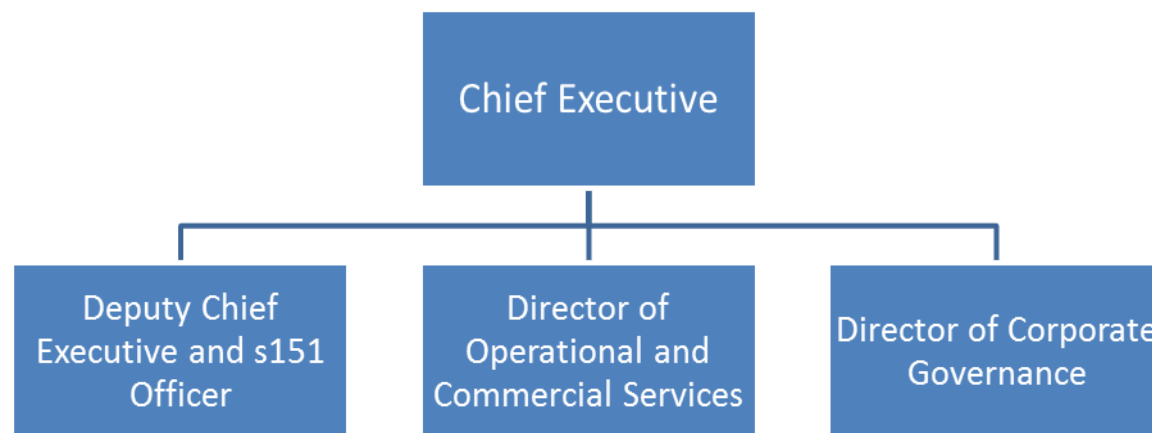 Chief Executive
Deputy Chief
Executive and s151
Officer
Director of
Operational and
Commercial Services
Director of Corporate
Governance